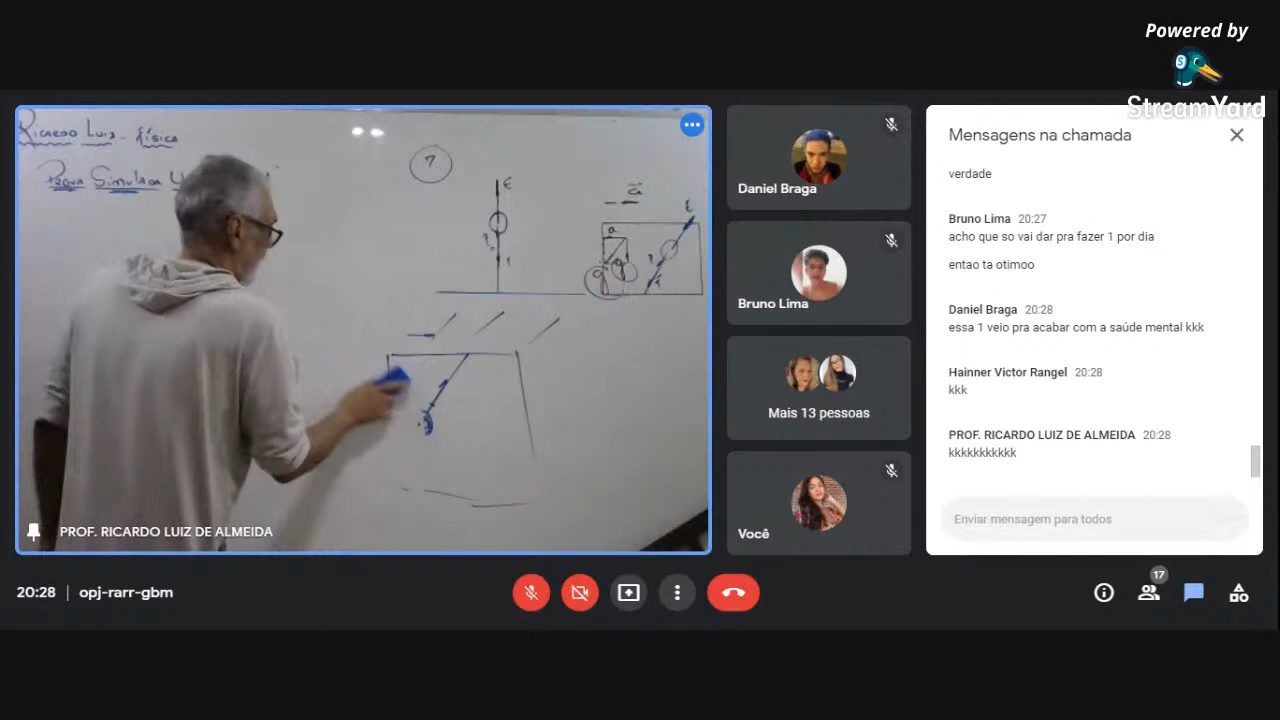 Powered by
StreamYard
Ricardo Luiz - Física
Prova Simulada
7
a
Daniel Braga
Bruno Lima
Mais 13 pessoas
Você
PROF. RICARDO LUIZ DE ALMEIDA
Mensagens na chamada
verdade
Bruno Lima 20:27
acho que so vai dar pra fazer 1 por dia
entao ta otimoo
Daniel Braga 20:28
essa 1 veio pra acabar com a saúde mental kkk
Hainner Victor Rangel 20:28
kkk
PROF. RICARDO LUIZ DE ALMEIDA 20:28
kkkkkkkkkkk
Enviar mensagem para todos
20:28 | opj-rarr-gbm
17